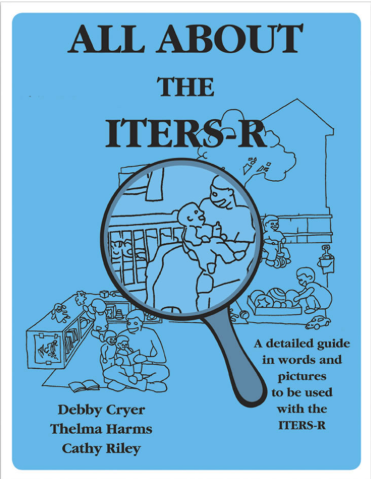 ALL ABOUT
THE
ITERS-R
A detailed guide
in words and
pictures
to be used
with the
ITERS-R
Debby Cryer
Thelma Harms
Cathy Riley